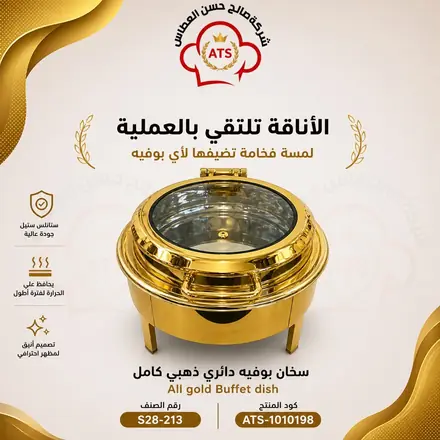 شركة صالح حسن العطاس
ATS
الأناقة تلتقي بالعملية
لمسة فخامة تضيفها لأي بوفيه
ستانلس ستيل
جودة عالية
يحافظ على
الحرارة لفترة أطول
تصميم أنيق
لمظهر احترافي
سخان بوفيه دائري ذهبي كامل
All gold Buffet dish
رقم الصنف
S28-213
كود المنتج
ATS-1010198